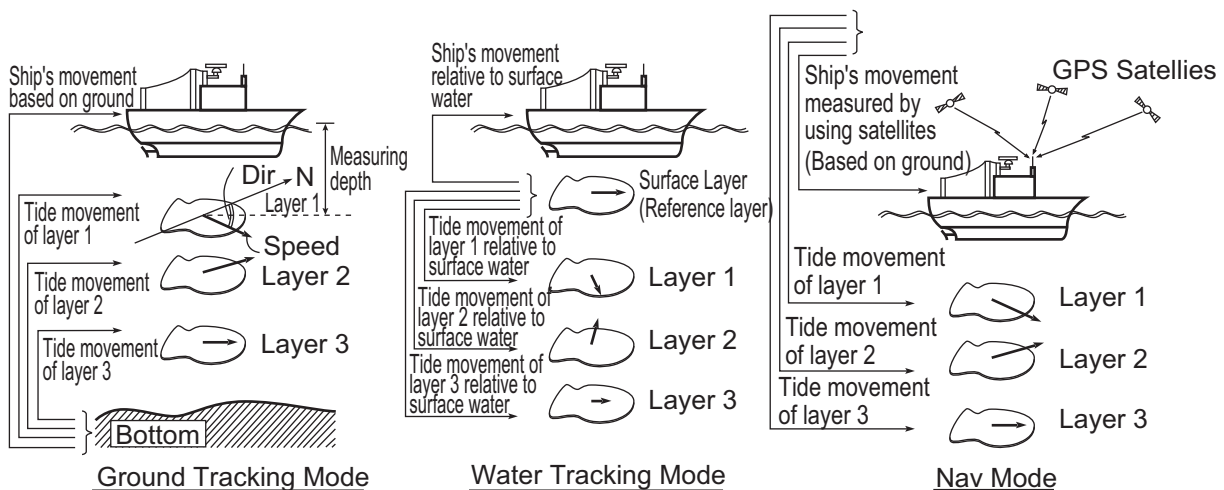 Ship's movement
based on ground
Measuring
depth
Dir
N
Layer 1
Speed
Tide movement
of layer 1
Layer 2
Tide movement
of layer 2
Layer 3
Tide movement
of layer 3
Bottom
Ground Tracking Mode
Ship's movement
relative to surface
water
Surface Layer
(Reference layer)
Tide movement of
layer 1 relative to
surface water
Layer 1
Tide movement of
layer 2 relative to
surface water
Layer 2
Tide movement of
layer 3 relative to
surface water
Layer 3
Water Tracking Mode
GPS Satellies
Ship's movement
measured by
using satellites
(Based on ground)
Tide movement
of layer 1
Layer 1
Tide movement
of layer 2
Layer 2
Tide movement
of layer 3
Layer 3
Nav Mode